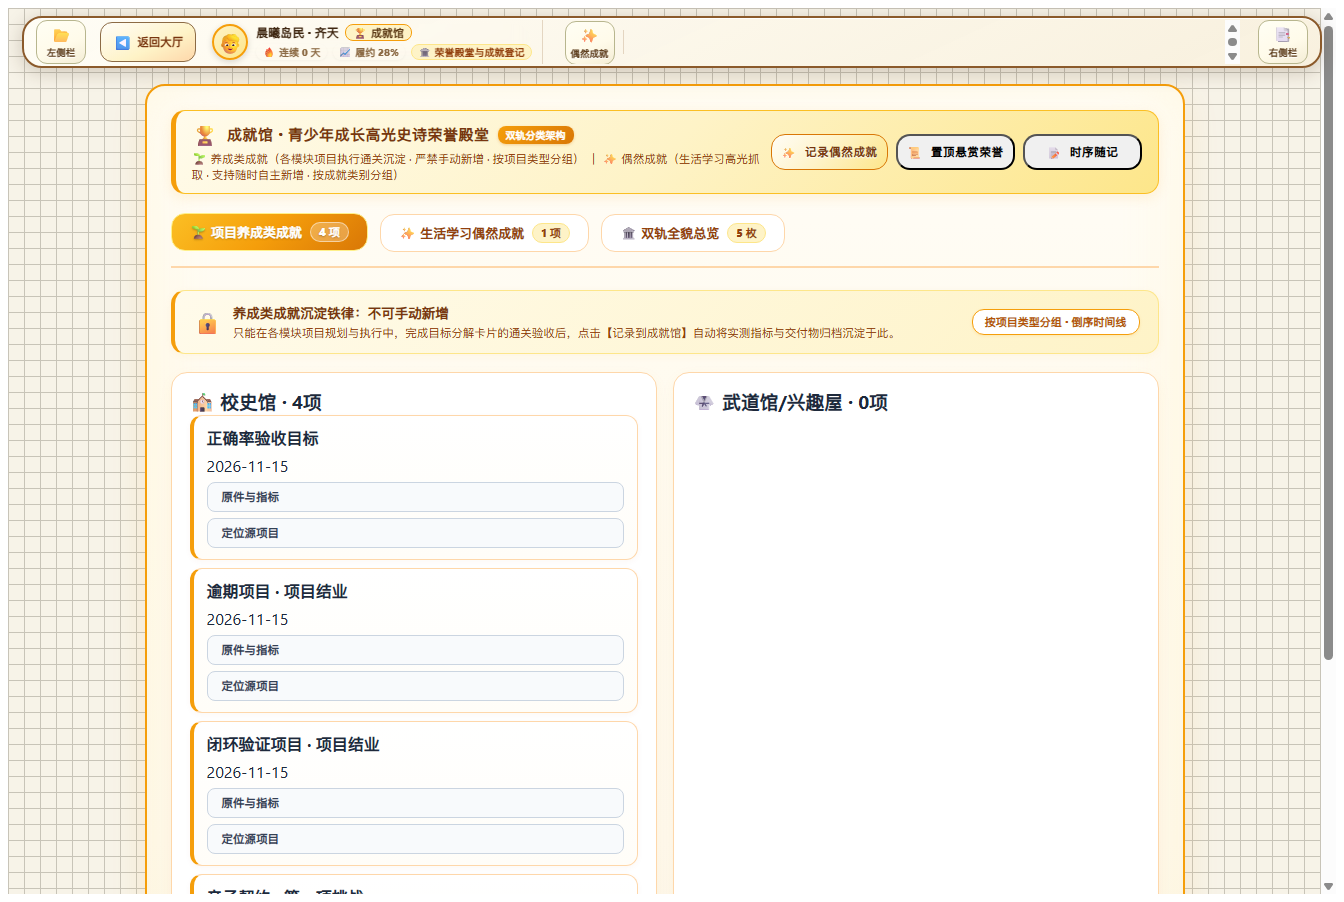 左侧栏
返回大厅
晨曦岛民 · 齐天
成就馆
连续 0 天
履约 28%
荣誉殿堂与成就登记
偶然成就
右侧栏
成就馆 · 青少年成长高光史诗荣誉殿堂
双轨分类架构
养成类成就（各模块项目执行通关沉淀 · 严禁手动新增 · 按项目类型分组） | 偶然成就（生活学习高光抓
取 · 支持随时自主新增 · 按成就类别分组）
记录偶然成就
置顶悬赏荣誉
时序随记
项目养成类成就 4 项
生活学习偶然成就 1 项
双轨全貌总览 5 枚
养成类成就沉淀铁律：不可手动新增
只能在各模块项目规划与执行中，完成目标分解卡片的通关验收后，点击【记录到成就馆】自动将实测指标与交付物归档沉淀于此。
按项目类型分组 · 倒序时间线
校史馆 · 4项
正确率验收目标
2026-11-15
原件与指标
定位源项目
逾期项目 · 项目结业
2026-11-15
原件与指标
定位源项目
闭环验证项目 · 项目结业
2026-11-15
原件与指标
定位源项目
武道馆/兴趣屋 · 0项